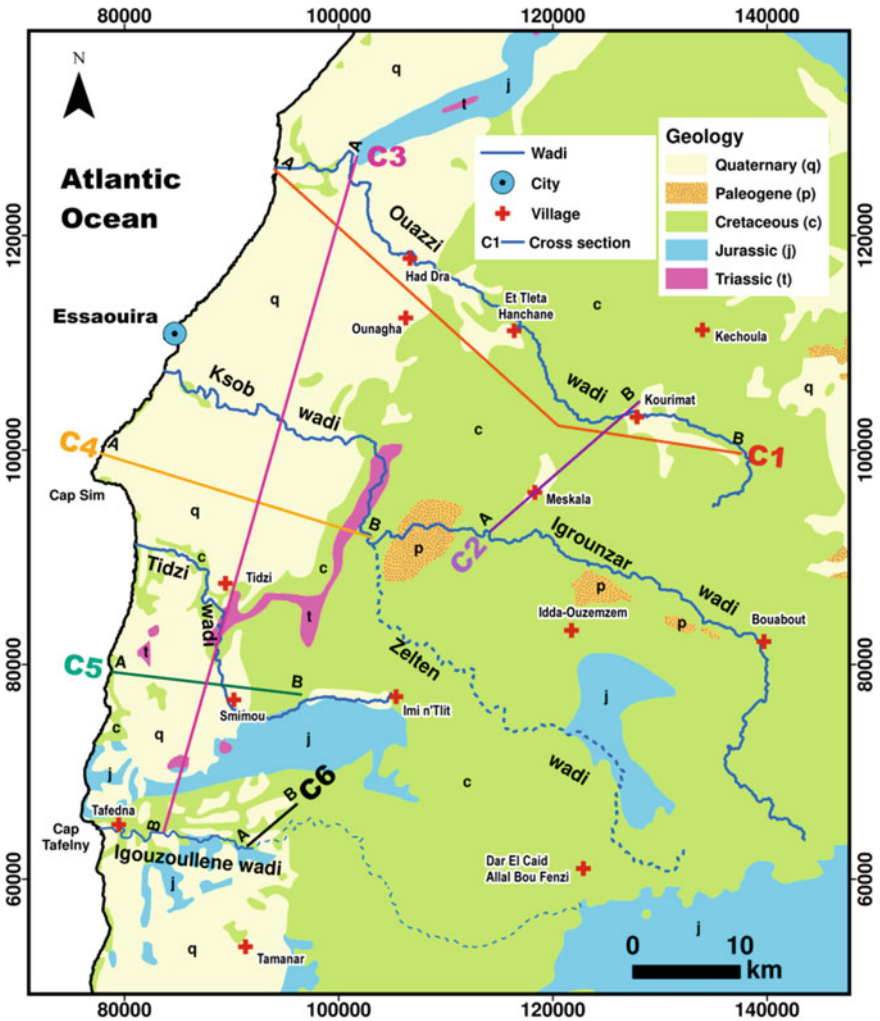 80000 100000 120000 140000
N
q
j
t
A
A
C3
Wadi
City
Village
C1 Cross section
Geology
Quaternary (q)
Paleogene (p)
Cretaceous (c)
Jurassic (j)
Triassic (t)
Atlantic
Ocean
120000
120000
Ouazzi
Had Dra
Et Tleta
Hanchane
c
q
Essaouira
Ounagha
Kechoula
Ksob
wadi
wadi
B
Kourimat
q
c
B
C1
C4
A
100000
100000
Cap Sim
Meskala
q
B
A
C2
p
Igrounzar
wadi
Tidzi
wadi
c
Tidzi
c
p
p
t
Idda-Ouzemzem
Bouabout
t
Zelten
wadi
C5
A
B
80000
80000
Smimou
Imi n'Tlit
j
c
q
j
j
c
B
C6
Tafedna
Cap
Tafelny
B
A
Igouzoullene wadi
j
Dar El Caid
Allal Bou Fenzi
60000
60000
q
Tamanar
j
0 10
km
80000 100000 120000 140000